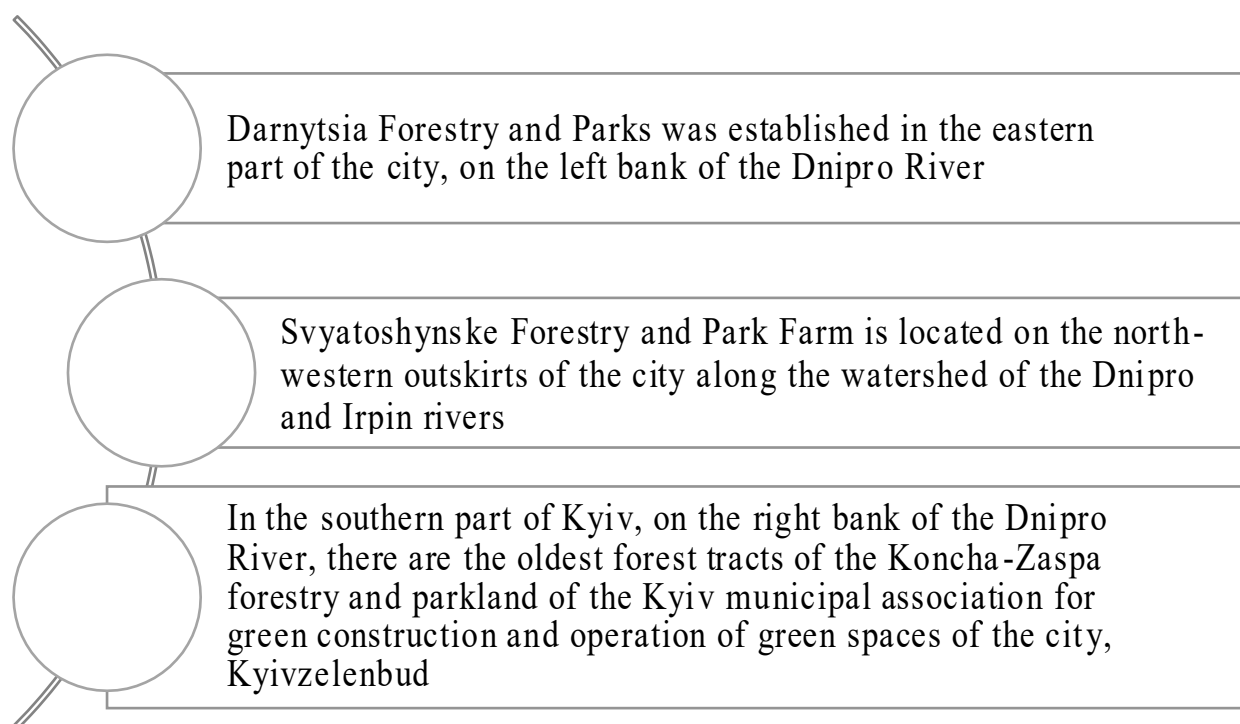 Darnytsia Forestry and Parks was established in the eastern
part of the city, on the left bank of the Dnipro River
Svyatoshynske Forestry and Park Farm is located on the north-
western outskirts of the city along the watershed of the Dnipro
and Irpin rivers
In the southern part of Kyiv, on the right bank of the Dnipro
River, there are the oldest forest tracts of the Koncha-Zaspa
forestry and parkland of the Kyiv municipal association for
green construction and operation of green spaces of the city,
Kyivzelenbud